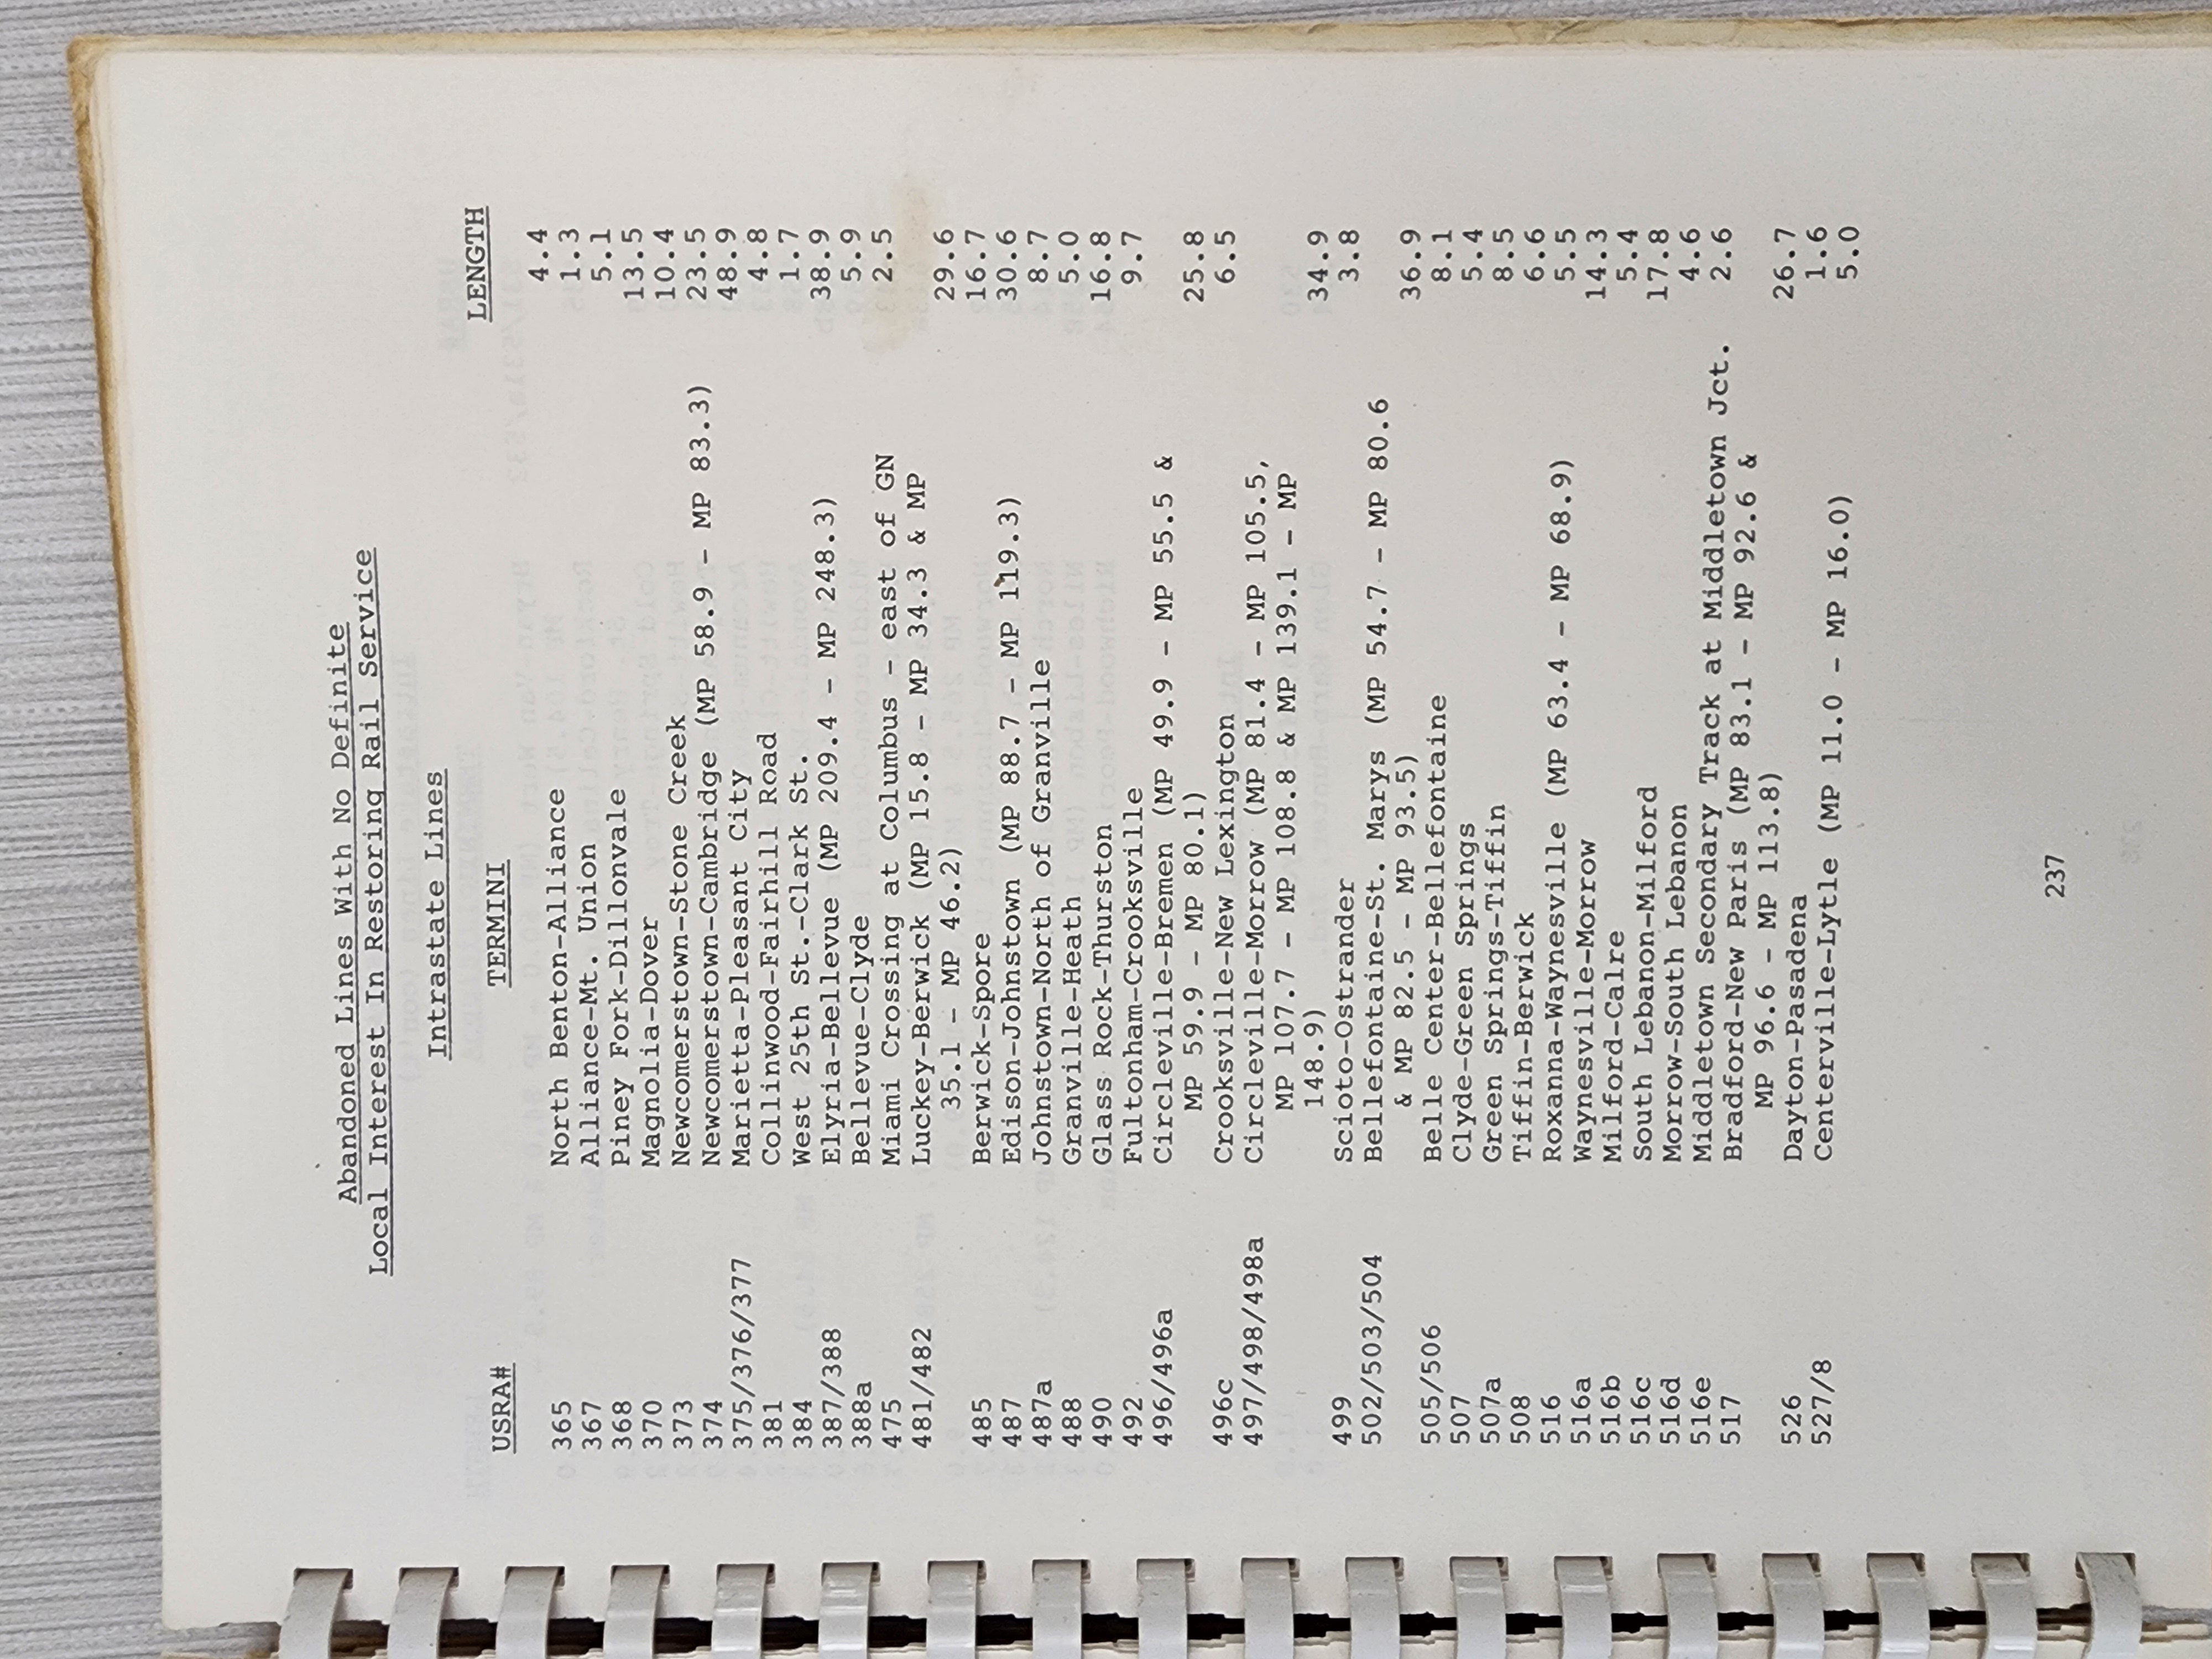 Abandoned Lines With No Definite
Local Interest In Restoring Rail Service
Intrastate Lines
USRA# TERMINI LENGTH
365 North Benton-Alliance 4.4
367 Alliance-Mt. Union 1.3
368 Piney Fork-Dillonvale 5.1
370 Magnolia-Dover 13.5
373 Newcomerstown-Stone Creek 10.4
374 Newcomerstown-Cambridge (MP 58.9 - MP 83.3) 23.5
375/376/377 Marietta-Pleasant City 48.9
381 Collinwood-Fairhill Road 4.8
384 West 25th St.-Clark St. 1.7
387/388 Elyria-Bellevue (MP 209.4 - MP 248.3) 38.9
388a Bellevue-Clyde 5.9
475 Miami Crossing at Columbus - east of GN 2.5
481/482 Luckey-Berwick (MP 15.8 - MP 34.3 & MP
35.1 - MP 46.2) 29.6
485 Berwick-Spore 16.7
487 Edison-Johnstown (MP 88.7 - MP 119.3) 30.6
487a Johnstown-North of Granville 8.7
488 Granville-Heath 5.0
490 Glass Rock-Thurston 16.8
492 Fultonham-Crooksville 9.7
496/496a Circleville-Bremen (MP 49.9 - MP 55.5 &
MP 59.9 - MP 80.1) 25.8
496c Crooksville-New Lexington 6.5
497/498/498a Circleville-Morrow (MP 81.4 - MP 105.5,
MP 107.7 - MP 108.8 & MP 139.1 - MP
148.9) 34.9
499 Scioto-Ostrander 3.8
502/503/504 Bellefontaine-St. Marys (MP 54.7 - MP 80.6
& MP 82.5 - MP 93.5) 36.9
505/506 Belle Center-Bellefontaine 8.1
507 Clyde-Green Springs 5.4
507a Green Springs-Tiffin 8.5
508 Tiffin-Berwick 6.6
516 Roxanna-Waynesville (MP 63.4 - MP 68.9) 5.5
516a Waynesville-Morrow 14.3
516b Milford-Calre 5.4
516c South Lebanon-Milford 17.8
516d Morrow-South Lebanon 4.6
516e Middletown Secondary Track at Middletown Jct. 2.6
517 Bradford-New Paris (MP 83.1 - MP 92.6 &
MP 96.6 - MP 113.8) 26.7
526 Dayton-Pasadena 1.6
527/8 Centerville-Lytle (MP 11.0 - MP 16.0) 5.0
237